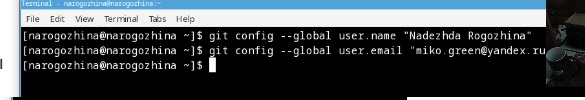 Terminal - narogozhina@narogozhina:~
File Edit View Terminal Tabs Help
[narogozhina@narogozhina ~]$ git config --global user.name "Nadezhda Rogozhina"
[narogozhina@narogozhina ~]$ git config --global user.email "miko.green@yandex.ru
[narogozhina@narogozhina ~]$